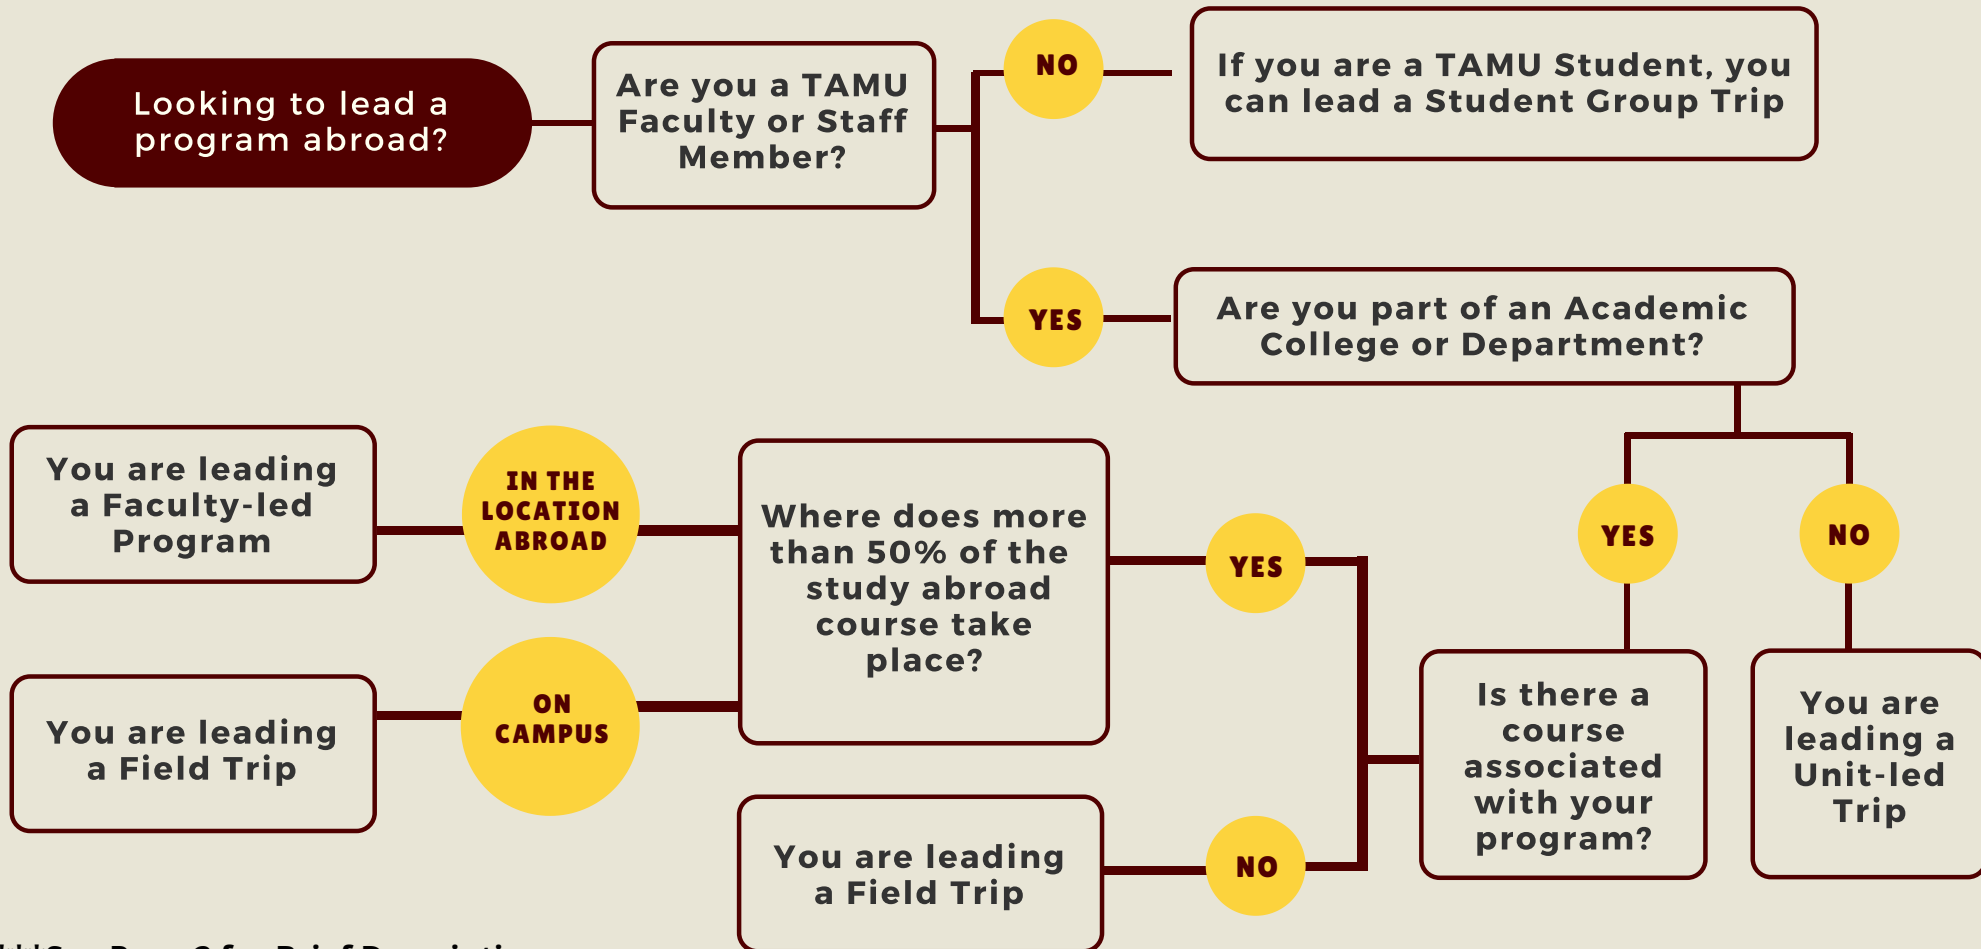 Looking to lead a
program abroad?
Are you a TAMU
Faculty or Staff
Member?
NO
If you are a TAMU Student, you
can lead a Student Group Trip
YES
Are you part of an Academic
College or Department?
YES
NO
You are
leading a
Unit-led
Trip
Is there a
course
associated
with your
program?
YES
NO
Where does more
than 50% of the
study abroad
course take
place?
You are leading
a Field Trip
IN THE
LOCATION
ABROAD
You are leading
a Faculty-led
Program
ON
CAMPUS
You are leading
a Field Trip